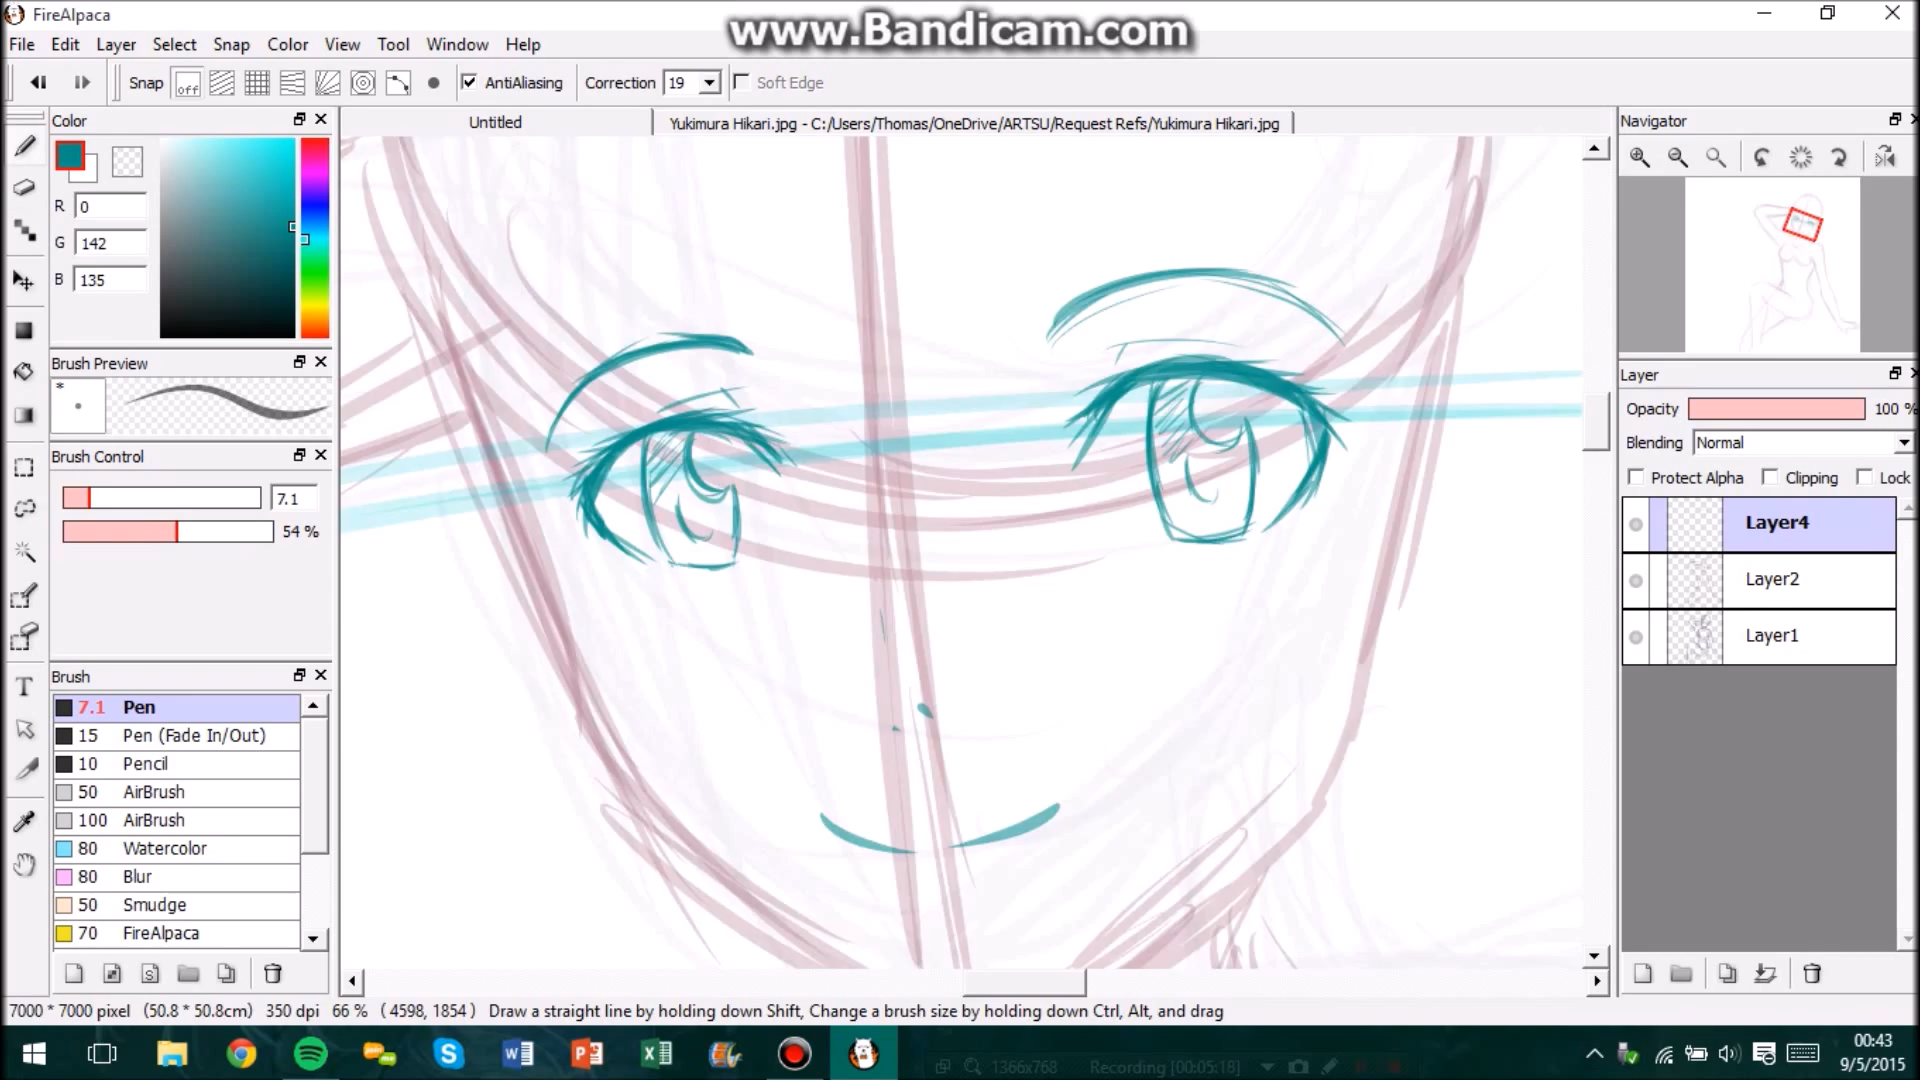 FireAlpaca
www.Bandicam.com
File Edit Layer Select Snap Color View Tool Window Help
Snap off AntiAliasing Correction 19 Soft Edge
Color
R 0
G 142
B 135
Brush Preview
*
Brush Control
7.1
54 %
Brush
7.1 Pen
15 Pen (Fade In/Out)
10 Pencil
50 AirBrush
100 AirBrush
80 Watercolor
80 Blur
50 Smudge
70 FireAlpaca
Untitled
Yukimura Hikari.jpg - C:/Users/Thomas/OneDrive/ARTSU/Request Refs/Yukimura Hikari.jpg
Navigator
Layer
Opacity 100 %
Blending Normal
Protect Alpha Clipping Lock
Layer4
Layer2
Layer1
7000 * 7000 pixel (50.8 * 50.8cm) 350 dpi 66 % ( 4598, 1854 ) Draw a straight line by holding down Shift, Change a brush size by holding down Ctrl, Alt, and drag
1366x768 Recording [00:05:18]
00:43
9/5/2015